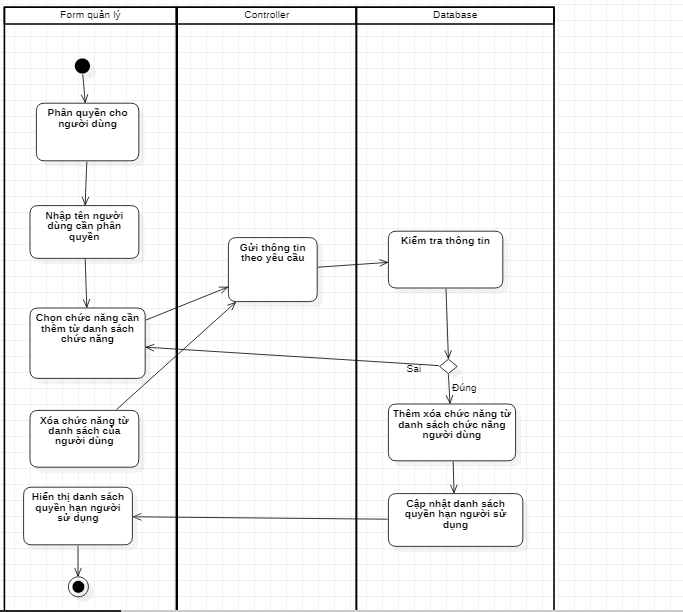 Form quản lý
Controller
Database
Phân quyền cho
người dùng
Nhập tên người
dùng cần phân
quyền
Gửi thông tin
theo yêu cầu
Kiểm tra thông tin
Chọn chức năng cần
thêm từ danh sách
chức năng
Sai
Đúng
Xóa chức năng từ
danh sách của
người dùng
Thêm xóa chức năng từ
danh sách chức năng
người dùng
Hiển thị danh sách
quyền hạn người
sử dụng
Cập nhật danh sách
quyền hạn người sử
dụng